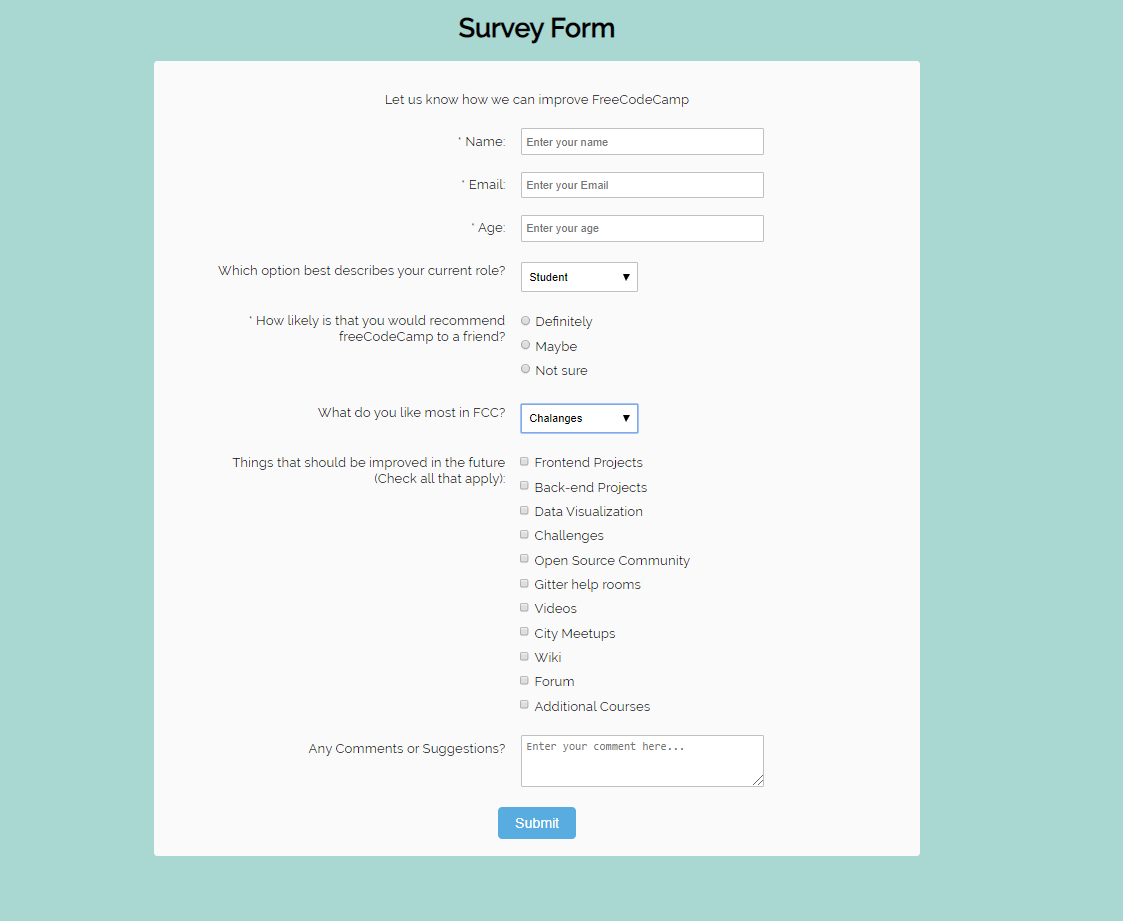 Survey Form
Let us know how we can improve FreeCodeCamp
* Name: Enter your name
* Email: Enter your Email
* Age: Enter your age
Which option best describes your current role? Student
* How likely is that you would recommend
freeCodeCamp to a friend?
Definitely
Maybe
Not sure
What do you like most in FCC? Chalanges
Things that should be improved in the future
(Check all that apply):
Frontend Projects
Back-end Projects
Data Visualization
Challenges
Open Source Community
Gitter help rooms
Videos
City Meetups
Wiki
Forum
Additional Courses
Any Comments or Suggestions? Enter your comment here...
Submit